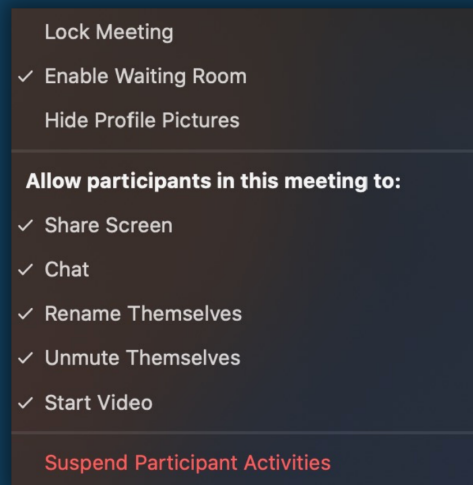 Lock Meeting
✓ Enable Waiting Room
Hide Profile Pictures
Allow participants in this meeting to:
✓ Share Screen
✓ Chat
✓ Rename Themselves
✓ Unmute Themselves
✓ Start Video
Suspend Participant Activities